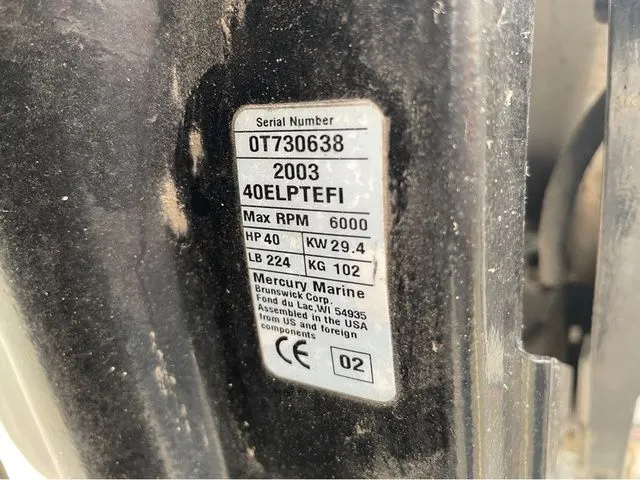 Serial Number
0T730638
2003
40ELPTEFI
Max RPM 6000
HP 40 KW 29.4
LB 224 KG 102
Mercury Marine
Brunswick Corp.
Fond du Lac,WI 54935
Assembled in the USA
from US and foreign
components
CE 02